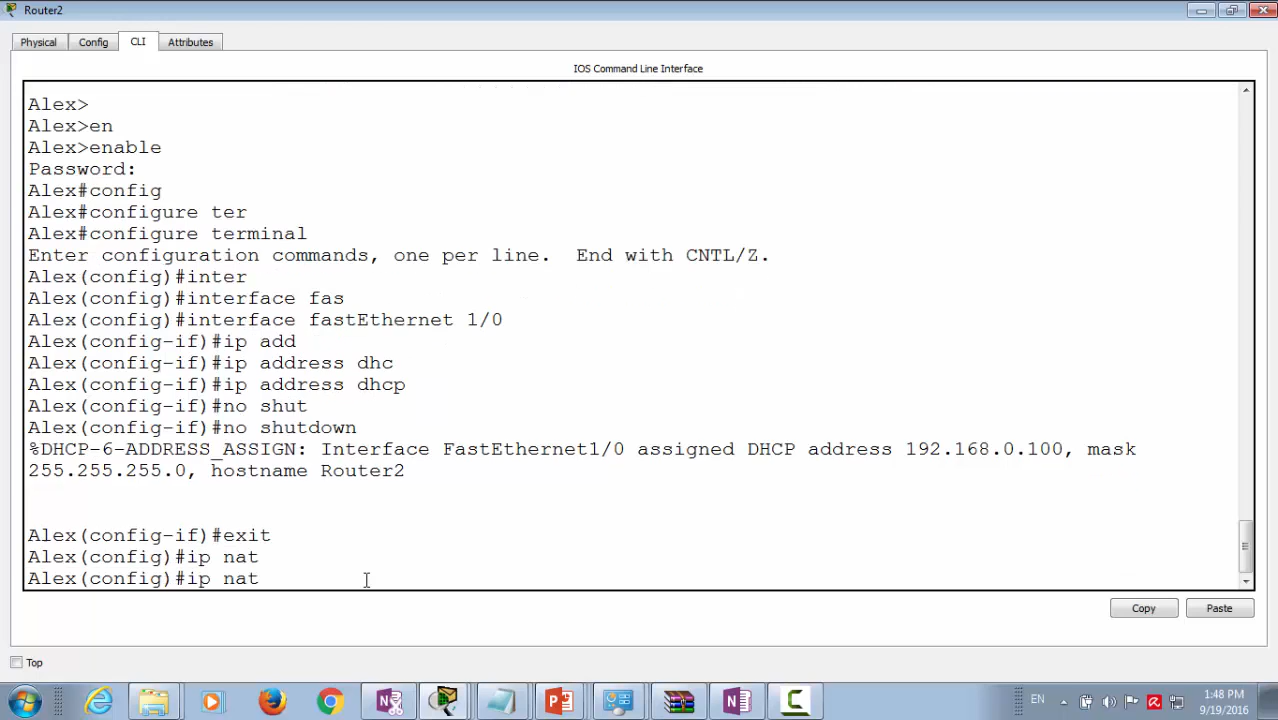 Router2
Physical
Config
CLI
Attributes
IOS Command Line Interface
Alex>
Alex>en
Alex>enable
Password:
Alex#config
Alex#configure ter
Alex#configure terminal
Enter configuration commands, one per line.  End with CNTL/Z.
Alex(config)#inter
Alex(config)#interface fas
Alex(config)#interface fastEthernet 1/0
Alex(config-if)#ip add
Alex(config-if)#ip address dhc
Alex(config-if)#ip address dhcp
Alex(config-if)#no shut
Alex(config-if)#no shutdown
%DHCP-6-ADDRESS_ASSIGN: Interface FastEthernet1/0 assigned DHCP address 192.168.0.100, mask
255.255.255.0, hostname Router2
Alex(config-if)#exit
Alex(config)#ip nat
Alex(config)#ip nat
Copy
Paste
Top
EN
1:48 PM
9/19/2016